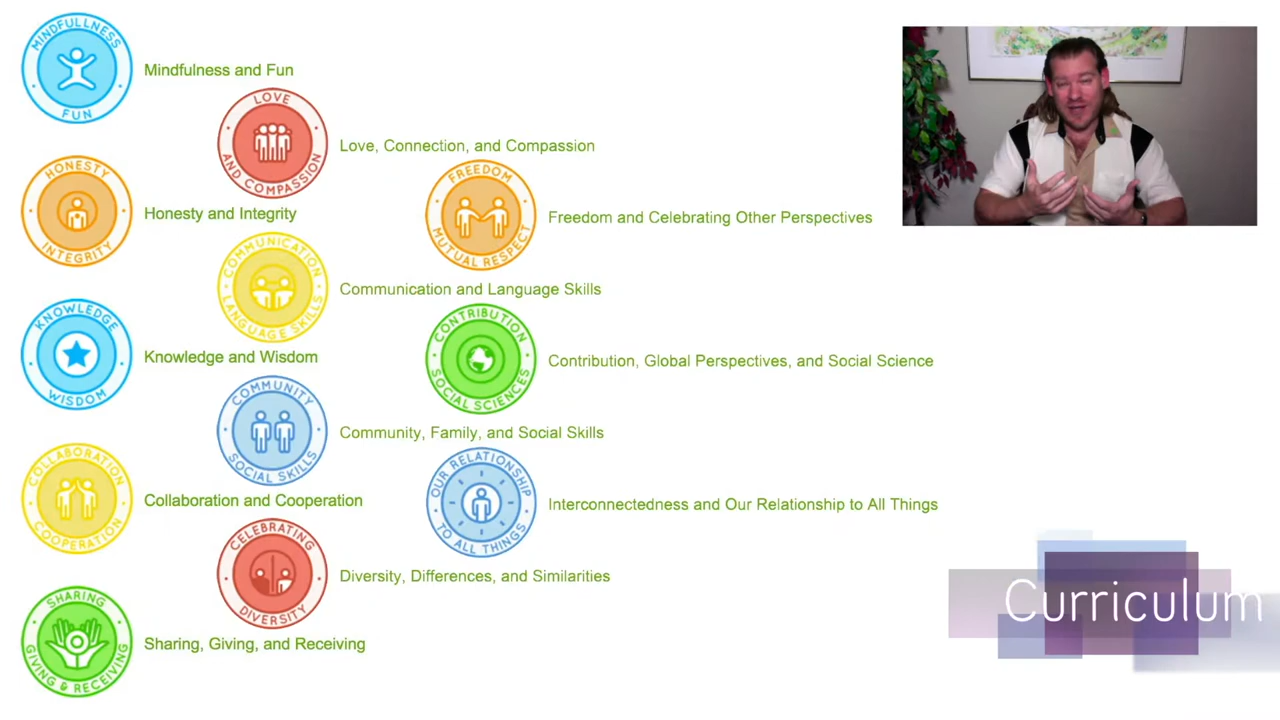 MINDFULLNESS
FUN
Mindfulness and Fun
LOVE
AND COMPASSION
Love, Connection, and Compassion
HONESTY
INTEGRITY
Honesty and Integrity
FREEDOM
MUTUAL RESPECT
Freedom and Celebrating Other Perspectives
COMMUNICATION
LANGUAGE SKILLS
Communication and Language Skills
KNOWLEDGE
WISDOM
Knowledge and Wisdom
CONTRIBUTION
SOCIAL SCIENCES
Contribution, Global Perspectives, and Social Science
COMMUNITY
SOCIAL SKILLS
Community, Family, and Social Skills
COLLABORATION
COOPERATION
Collaboration and Cooperation
OUR RELATIONSHIP
TO ALL THINGS
Interconnectedness and Our Relationship to All Things
CELEBRATING
DIVERSITY
Diversity, Differences, and Similarities
SHARING
GIVING & RECEIVING
Sharing, Giving, and Receiving
Curriculum